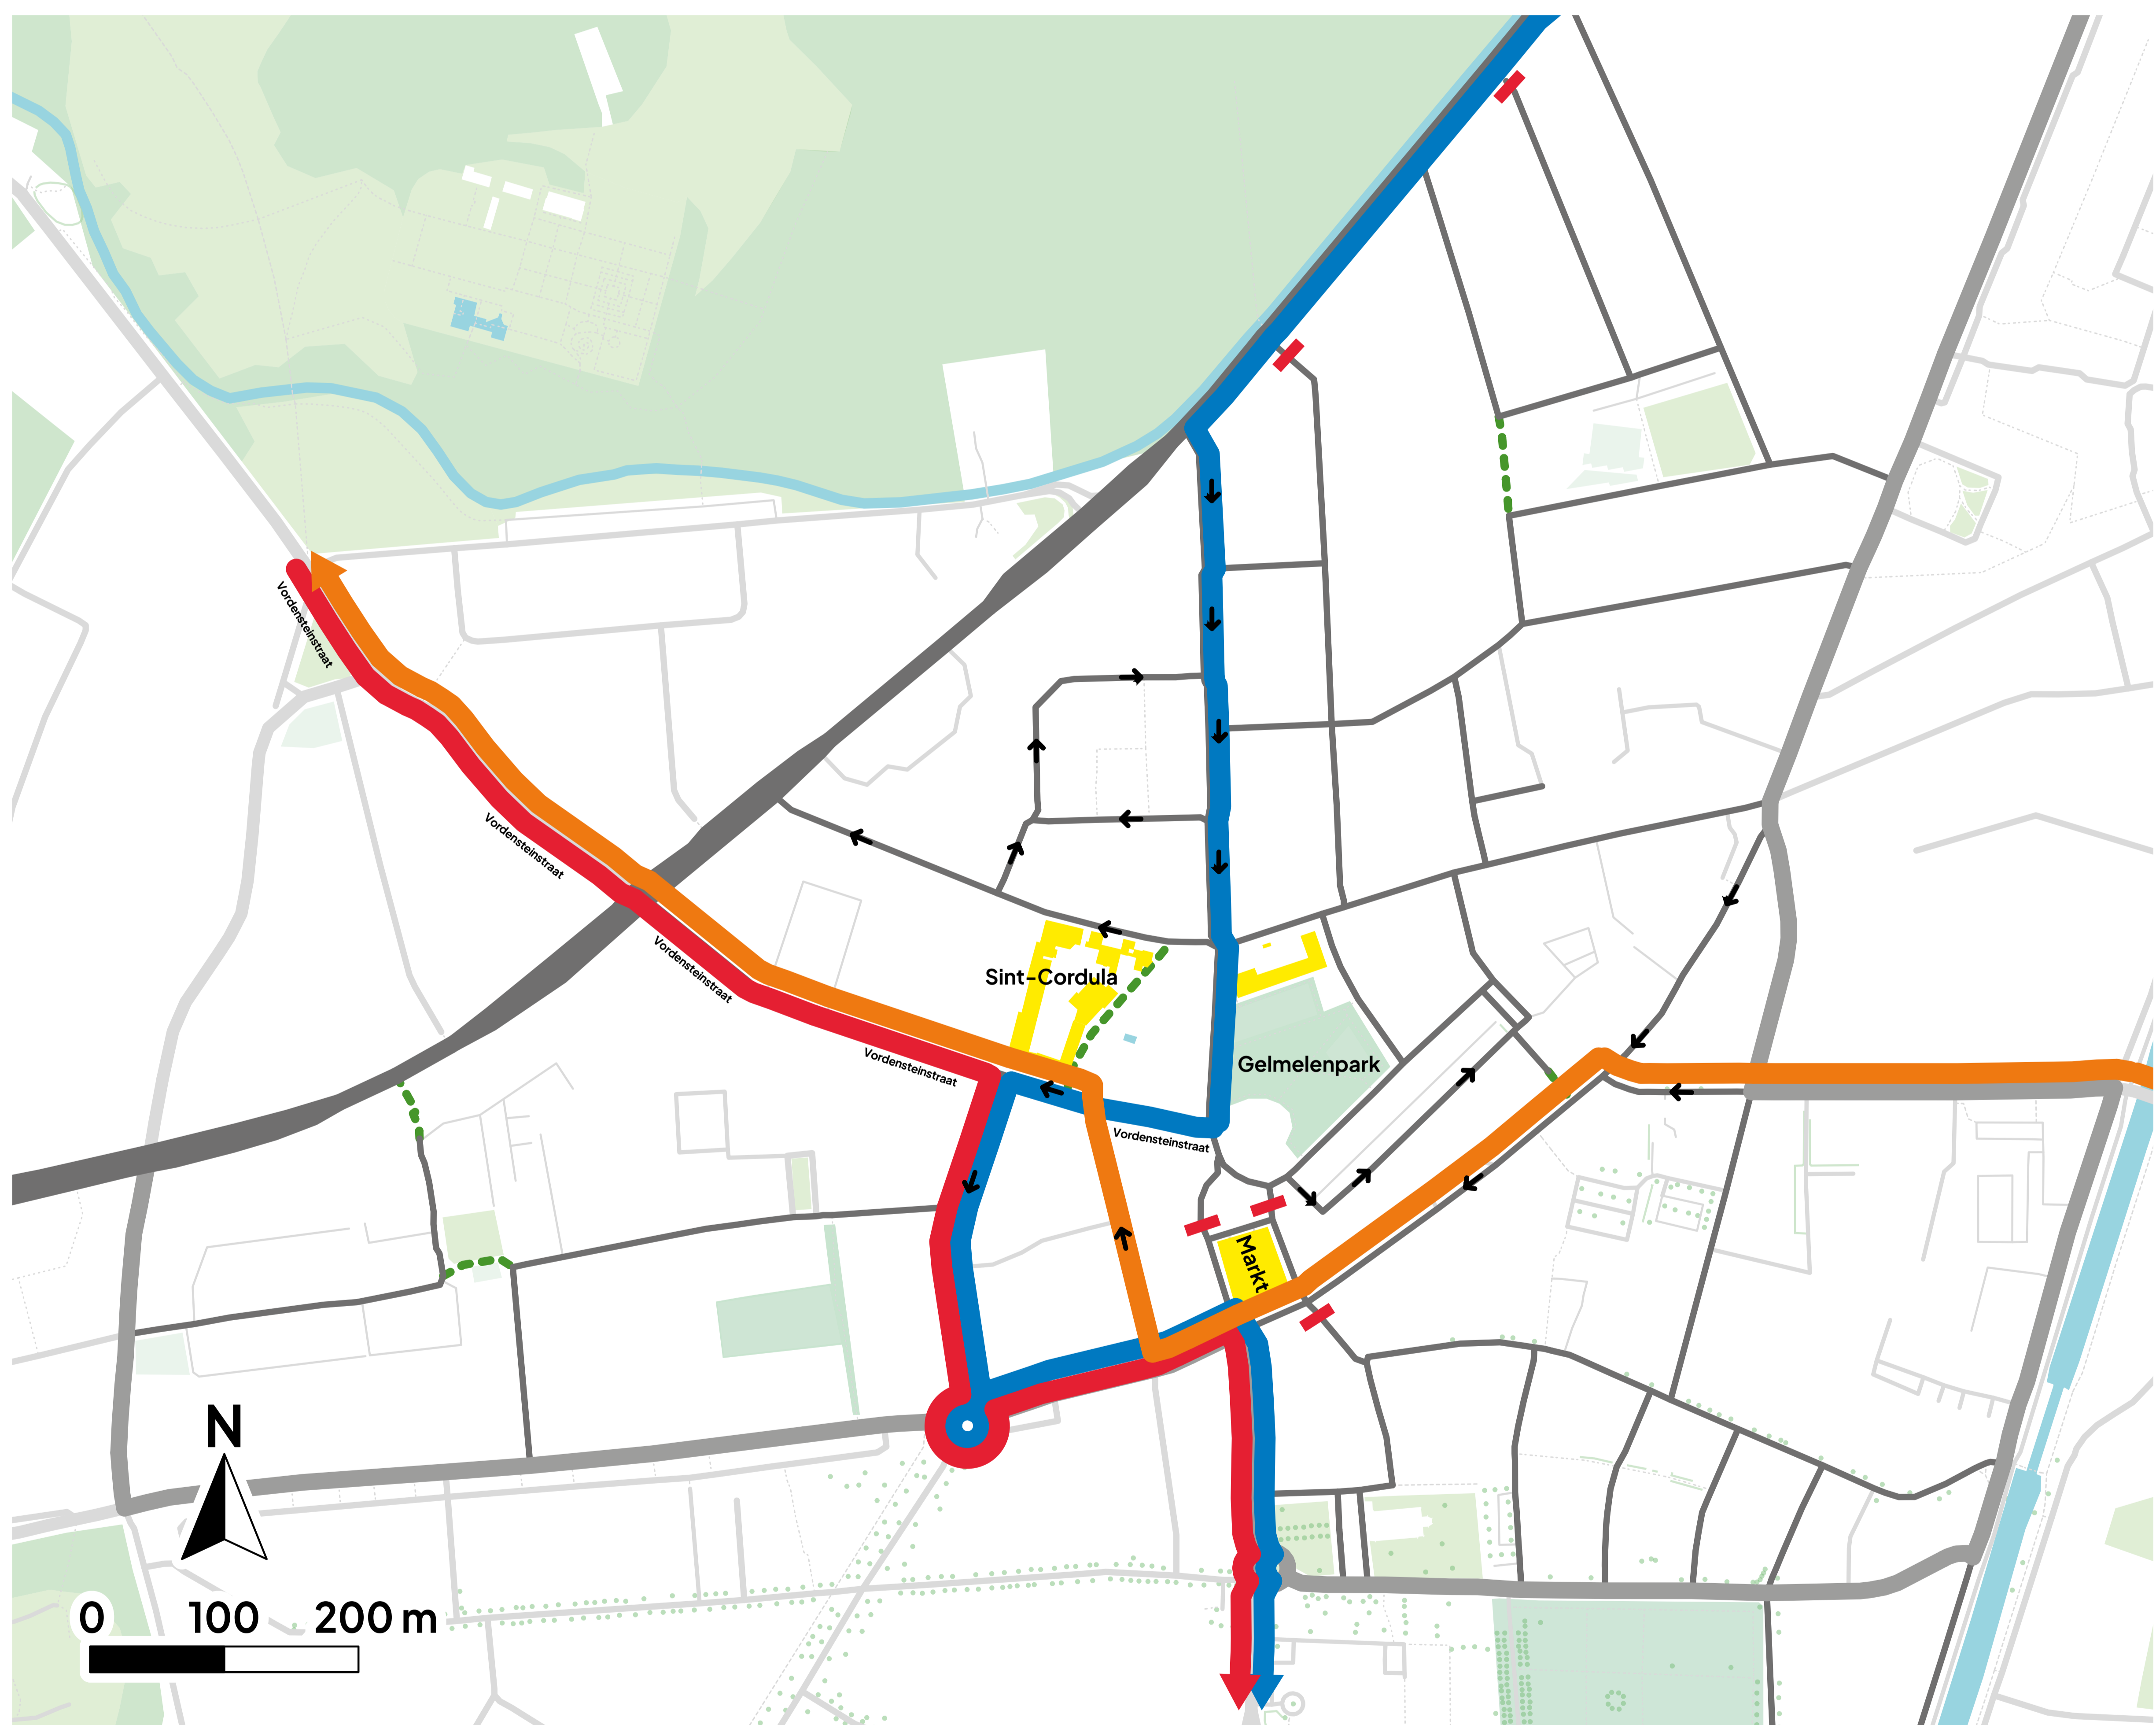 Vordensteinstraat
Vordensteinstraat
Vordensteinstraat
Sint-Cordula
Vordensteinstraat
Gelmelenpark
Vordensteinstraat
Markt
N
0 100 200 m